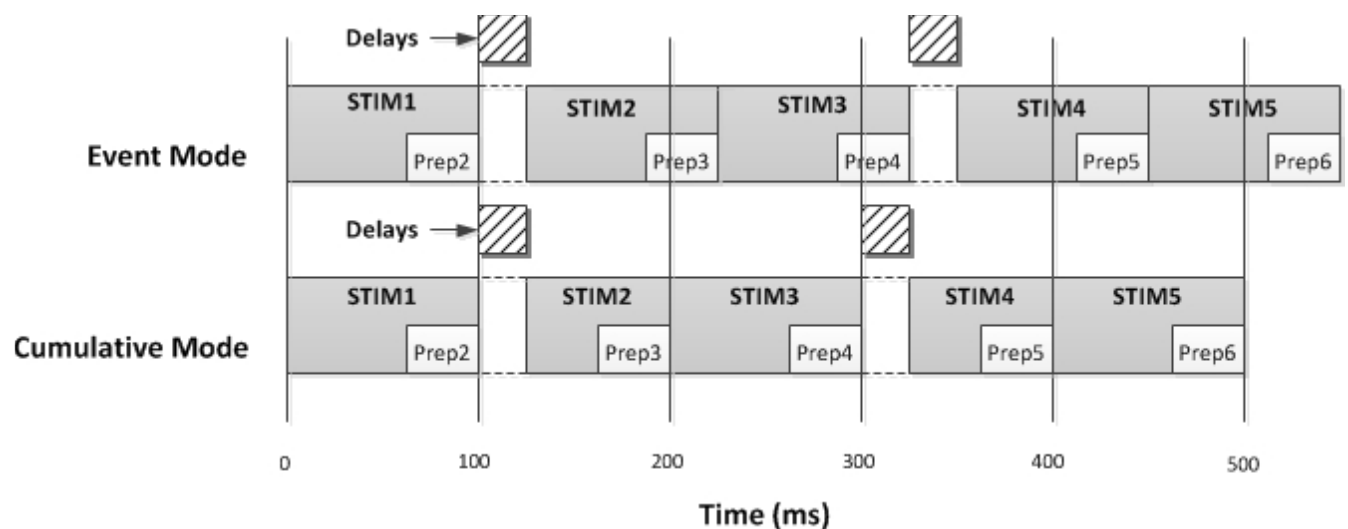 Delays
STIM1 STIM2 STIM3 STIM4 STIM5
Event Mode
Prep2 Prep3 Prep4 Prep5 Prep6
Delays
STIM1 STIM2 STIM3 STIM4 STIM5
Cumulative Mode
Prep2 Prep3 Prep4 Prep5 Prep6
0 100 200 300 400 500
Time (ms)